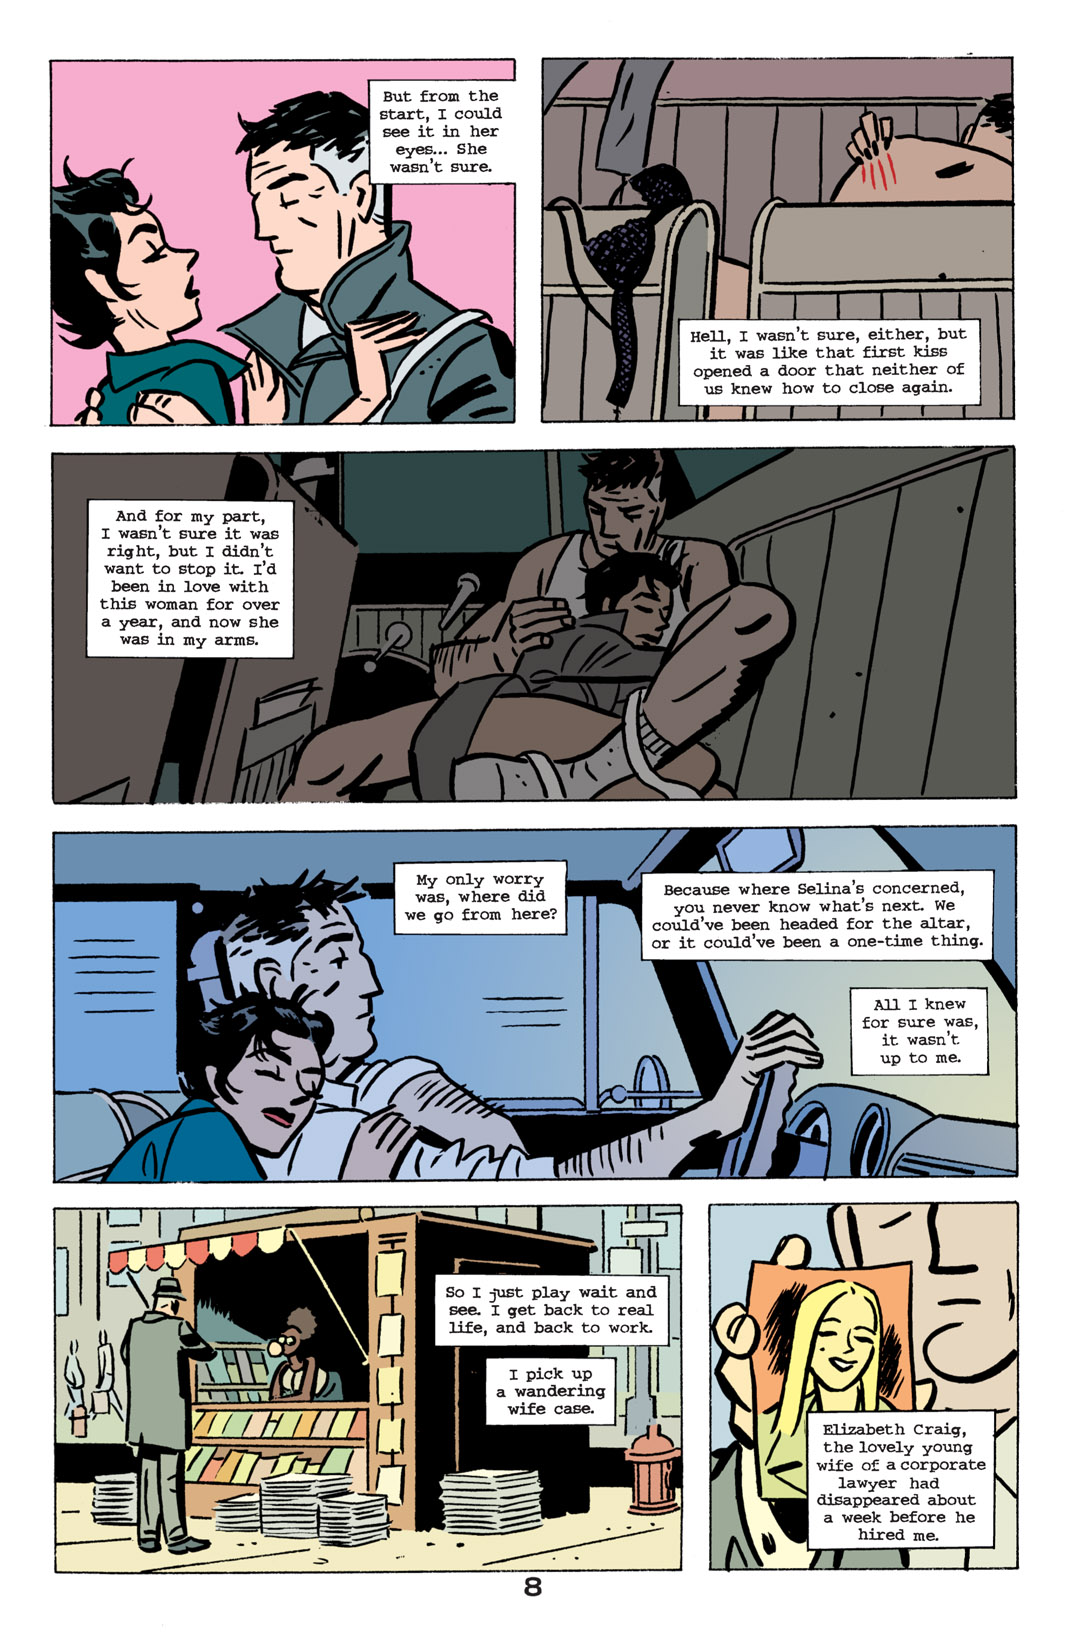 But from the
start, I could
see it in her
eyes... She
wasn't sure.
Hell, I wasn't sure, either, but
it was like that first kiss
opened a door that neither of
us knew how to close again.
And for my part,
I wasn't sure it was
right, but I didn't
want to stop it. I'd
been in love with
this woman for over
a year, and now she
was in my arms.
My only worry
was, where did
we go from here?
Because where Selina's concerned,
you never know what's next. We
could've been headed for the altar,
or it could've been a one-time thing.
All I knew
for sure was,
it wasn't
up to me.
So I just play wait and
see. I get back to real
life, and back to work.
I pick up
a wandering
wife case.
Elizabeth Craig,
the lovely young
wife of a corporate
lawyer had
disappeared about
a week before he
hired me.
8